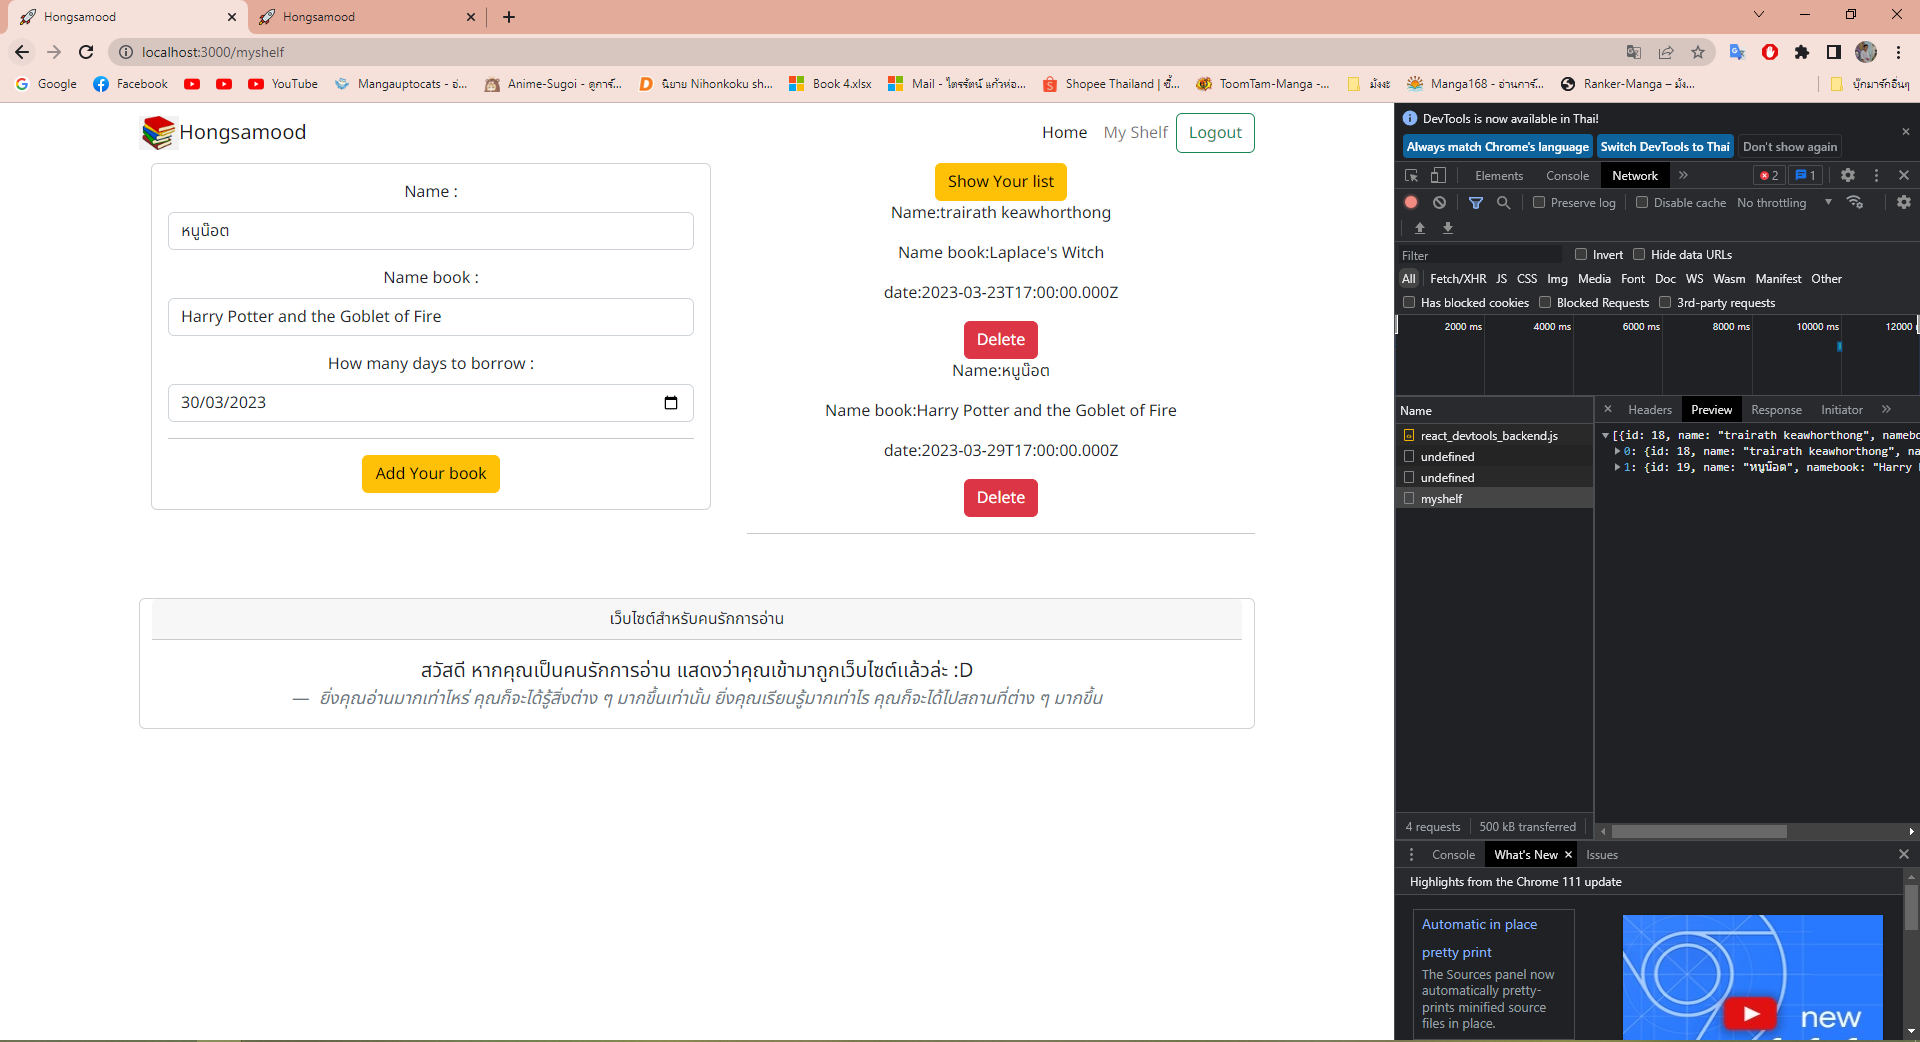 Hongsamood
Hongsamood
localhost:3000/myshelf
Google
Facebook
YouTube
Mangauptocats - อ่...
Anime-Sugoi - ดูการ์...
นิยาย Nihonkoku sh...
Book 4.xlsx
Mail - ไตรรัตน์ แก้วห่อ...
Shopee Thailand | ซื้...
ToomTam-Manga -...
มังงะ
Manga168 - อ่านการ์...
Ranker-Manga – มัง...
บุ๊กมาร์กอื่นๆ
Hongsamood
Home
My Shelf
Logout
Name :
หนูน๊อต
Name book :
Harry Potter and the Goblet of Fire
How many days to borrow :
30/03/2023
Add Your book
Show Your list
Name:trairath keawhorthong
Name book:Laplace's Witch
date:2023-03-23T17:00:00.000Z
Delete
Name:หนูน๊อต
Name book:Harry Potter and the Goblet of Fire
date:2023-03-29T17:00:00.000Z
Delete
เว็บไซต์สำหรับคนรักการอ่าน
สวัสดี หากคุณเป็นคนรักการอ่าน แสดงว่าคุณเข้ามาถูกเว็บไซต์แล้วล่ะ :D
— ยิ่งคุณอ่านมากเท่าไหร่ คุณก็จะได้รู้สิ่งต่าง ๆ มากขึ้นเท่านั้น ยิ่งคุณเรียนรู้มากเท่าไร คุณก็จะได้ไปสถานที่ต่าง ๆ มากขึ้น
DevTools is now available in Thai!
Always match Chrome's language
Switch DevTools to Thai
Don't show again
Elements
Console
Network
2
1
Preserve log
Disable cache
No throttling
Filter
Invert
Hide data URLs
All
Fetch/XHR
JS
CSS
Img
Media
Font
Doc
WS
Wasm
Manifest
Other
Has blocked cookies
Blocked Requests
3rd-party requests
2000 ms
4000 ms
6000 ms
8000 ms
10000 ms
12000
Name
react_devtools_backend.js
undefined
undefined
myshelf
Headers
Preview
Response
Initiator
[{id: 18, name: "trairath keawhorthong", namebo
0: {id: 18, name: "trairath keawhorthong", na
1: {id: 19, name: "หนูน๊อต", namebook: "Harry
4 requests
500 kB transferred
Console
What's New
Issues
Highlights from the Chrome 111 update
Automatic in place
pretty print
The Sources panel now
automatically pretty-
prints minified source
files in place.
new